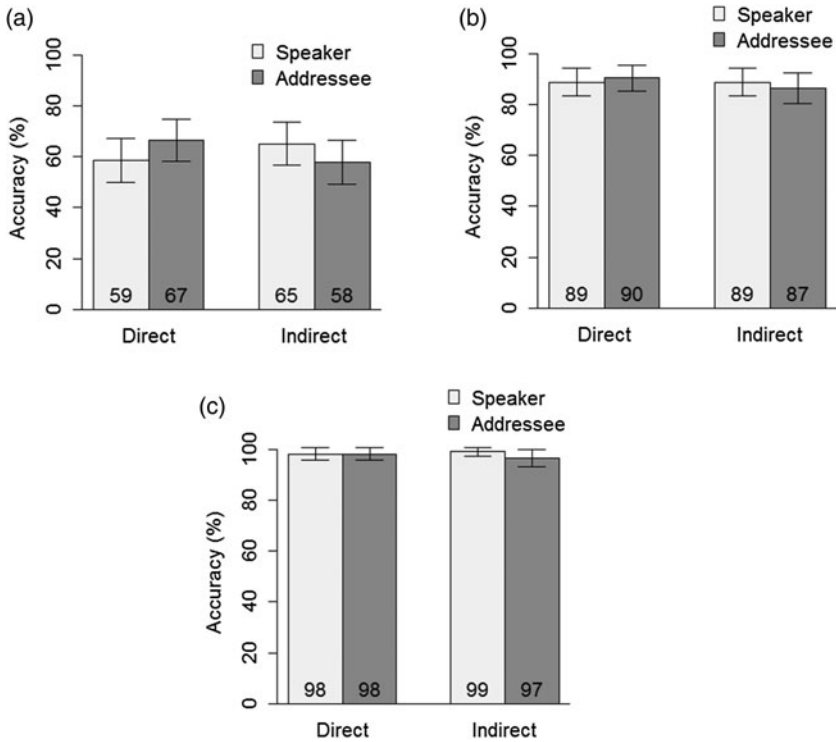 (a)
Speaker
Addressee
Accuracy (%)
100
80
60
40
20
0
59 67 65 58
Direct Indirect
(b)
Speaker
Addressee
Accuracy (%)
100
80
60
40
20
0
89 90 89 87
Direct Indirect
(c)
Speaker
Addressee
Accuracy (%)
100
80
60
40
20
0
98 98 99 97
Direct Indirect